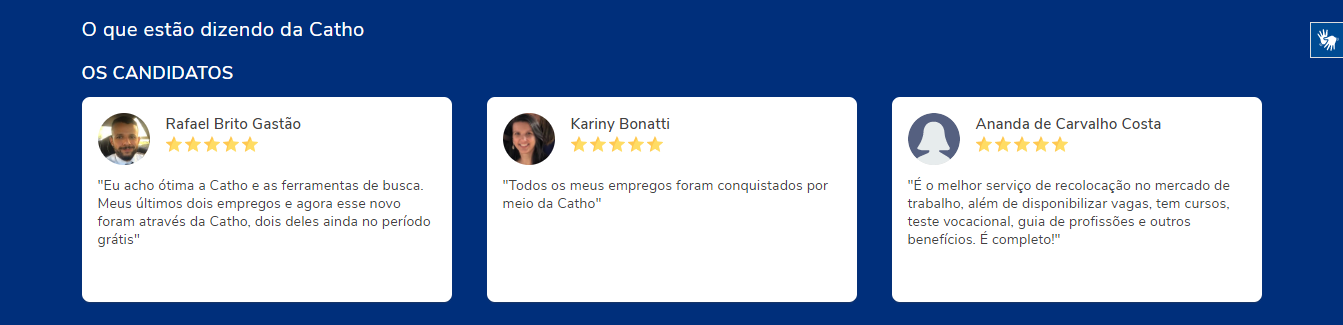 O que estão dizendo da Catho
OS CANDIDATOS
Rafael Brito Gastão
"Eu acho ótima a Catho e as ferramentas de busca.
Meus últimos dois empregos e agora esse novo
foram através da Catho, dois deles ainda no período
grátis"
Kariny Bonatti
"Todos os meus empregos foram conquistados por
meio da Catho"
Ananda de Carvalho Costa
"É o melhor serviço de recolocação no mercado de
trabalho, além de disponibilizar vagas, tem cursos,
teste vocacional, guia de profissões e outros
benefícios. É completo!"